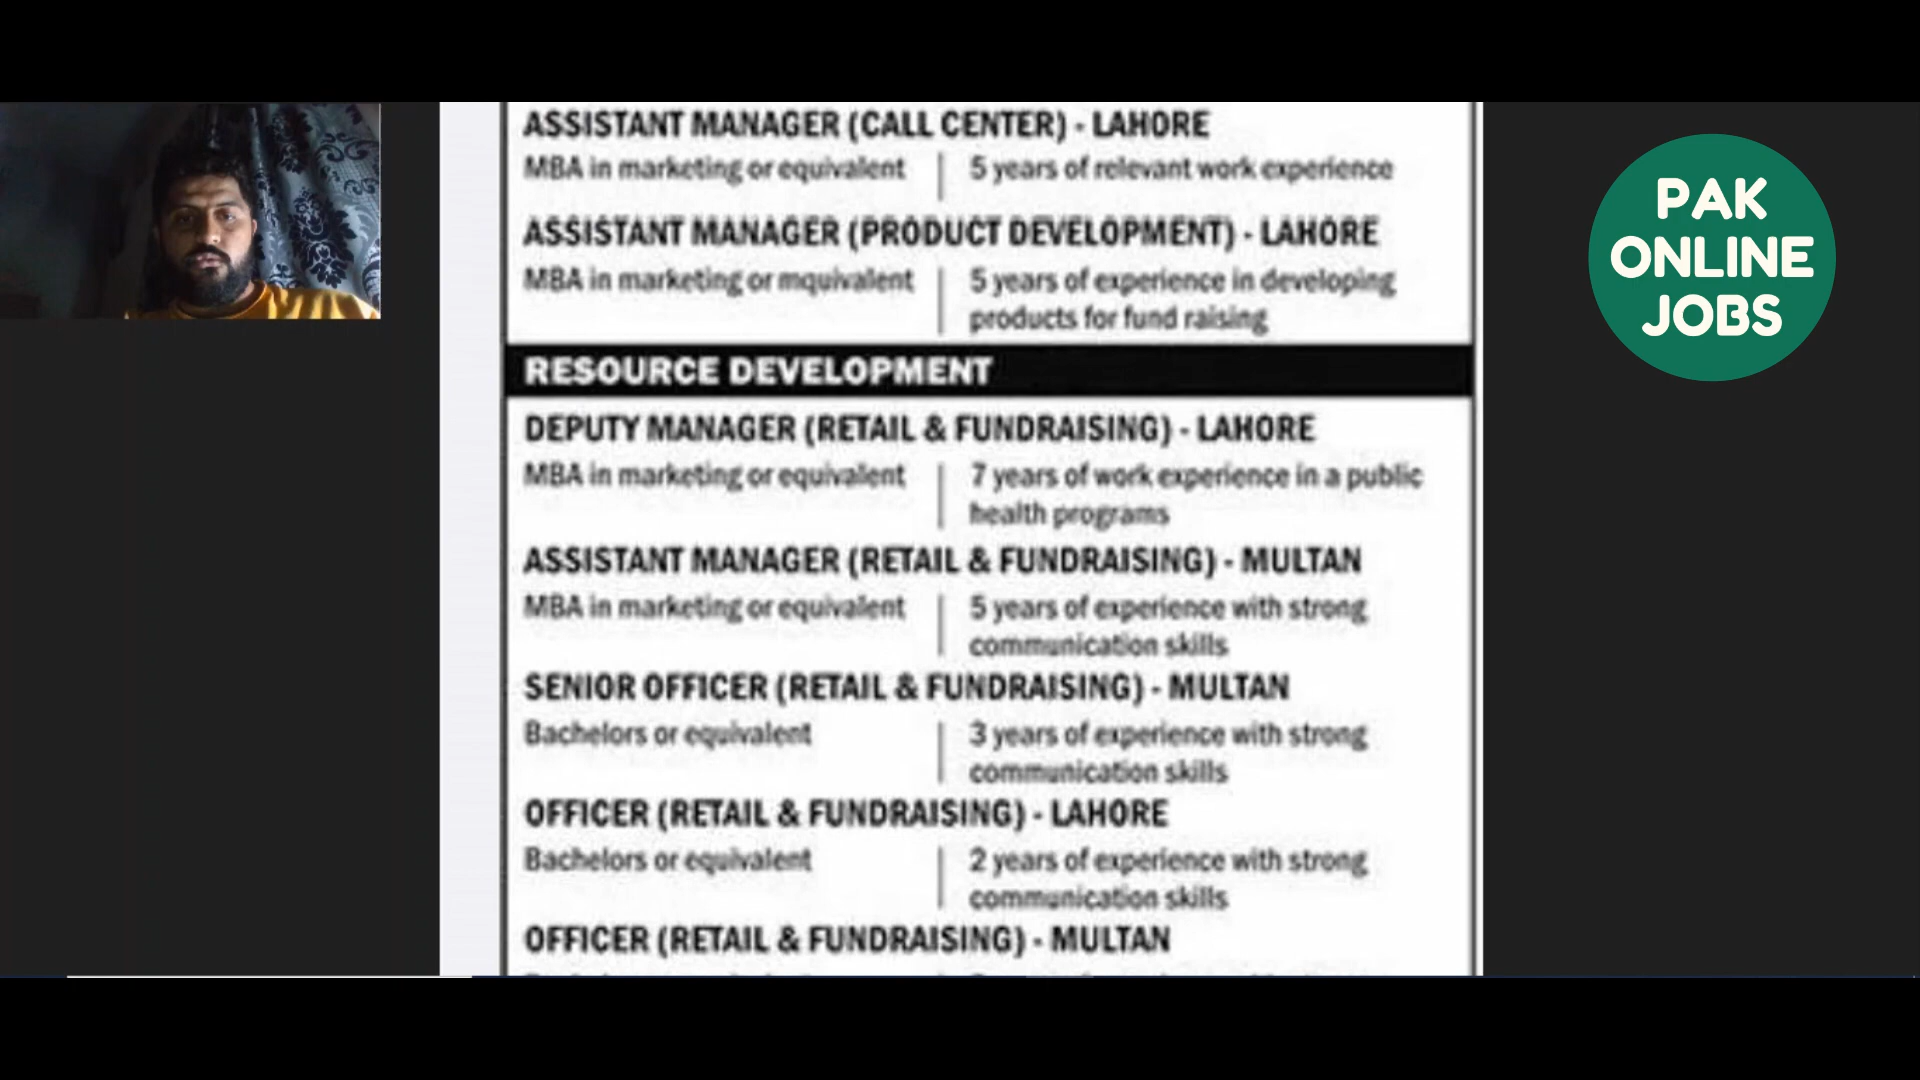 ASSISTANT MANAGER (CALL CENTER) - LAHORE
MBA in marketing or equivalent
5 years of relevant work experience
ASSISTANT MANAGER (PRODUCT DEVELOPMENT) - LAHORE
MBA in marketing or mquivalent
5 years of experience in developing
products for fund raising
RESOURCE DEVELOPMENT
DEPUTY MANAGER (RETAIL & FUNDRAISING) - LAHORE
MBA in marketing or equivalent
7 years of work experience in a public
health programs
ASSISTANT MANAGER (RETAIL & FUNDRAISING) - MULTAN
MBA in marketing or equivalent
5 years of experience with strong
communication skills
SENIOR OFFICER (RETAIL & FUNDRAISING) - MULTAN
Bachelors or equivalent
3 years of experience with strong
communication skills
OFFICER (RETAIL & FUNDRAISING) - LAHORE
Bachelors or equivalent
2 years of experience with strong
communication skills
OFFICER (RETAIL & FUNDRAISING) - MULTAN
PAK
ONLINE
JOBS